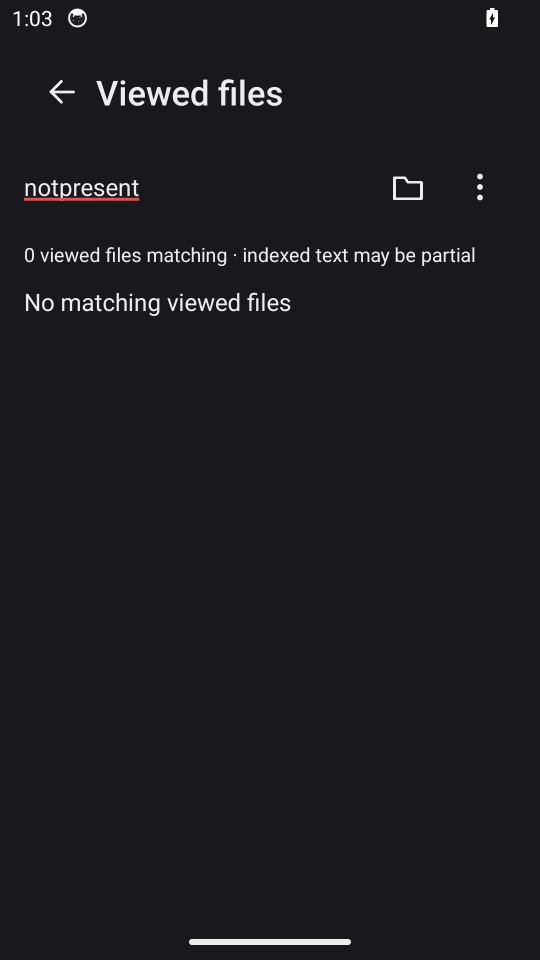 1:03
Viewed files
notpresent
0 viewed files matching · indexed text may be partial
No matching viewed files